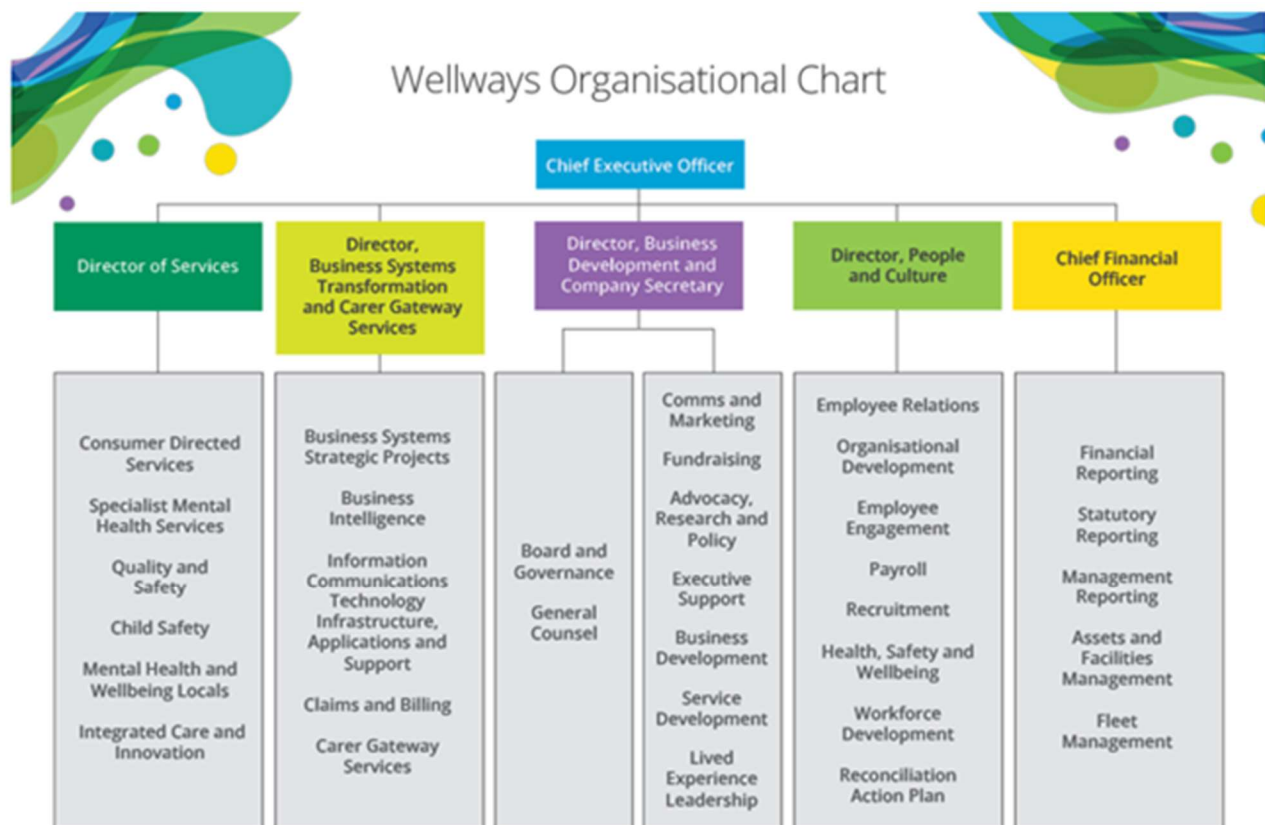 Wellways Organisational Chart
Chief Executive Officer
Director of Services
Director,
Business Systems
Transformation
and Carer Gateway
Services
Director, Business
Development and
Company Secretary
Director, People
and Culture
Chief Financial
Officer
Consumer Directed
Services
Specialist Mental
Health Services
Quality and
Safety
Child Safety
Mental Health and
Wellbeing Locals
Integrated Care and
Innovation
Business Systems
Strategic Projects
Business
Intelligence
Information
Communications
Technology
Infrastructure,
Applications and
Support
Claims and Billing
Carer Gateway
Services
Board and
Governance
General
Counsel
Comms and
Marketing
Fundraising
Advocacy,
Research and
Policy
Executive
Support
Business
Development
Service
Development
Lived
Experience
Leadership
Employee Relations
Organisational
Development
Employee
Engagement
Payroll
Recruitment
Health, Safety and
Wellbeing
Workforce
Development
Reconciliation
Action Plan
Financial
Reporting
Statutory
Reporting
Management
Reporting
Assets and
Facilities
Management
Fleet
Management